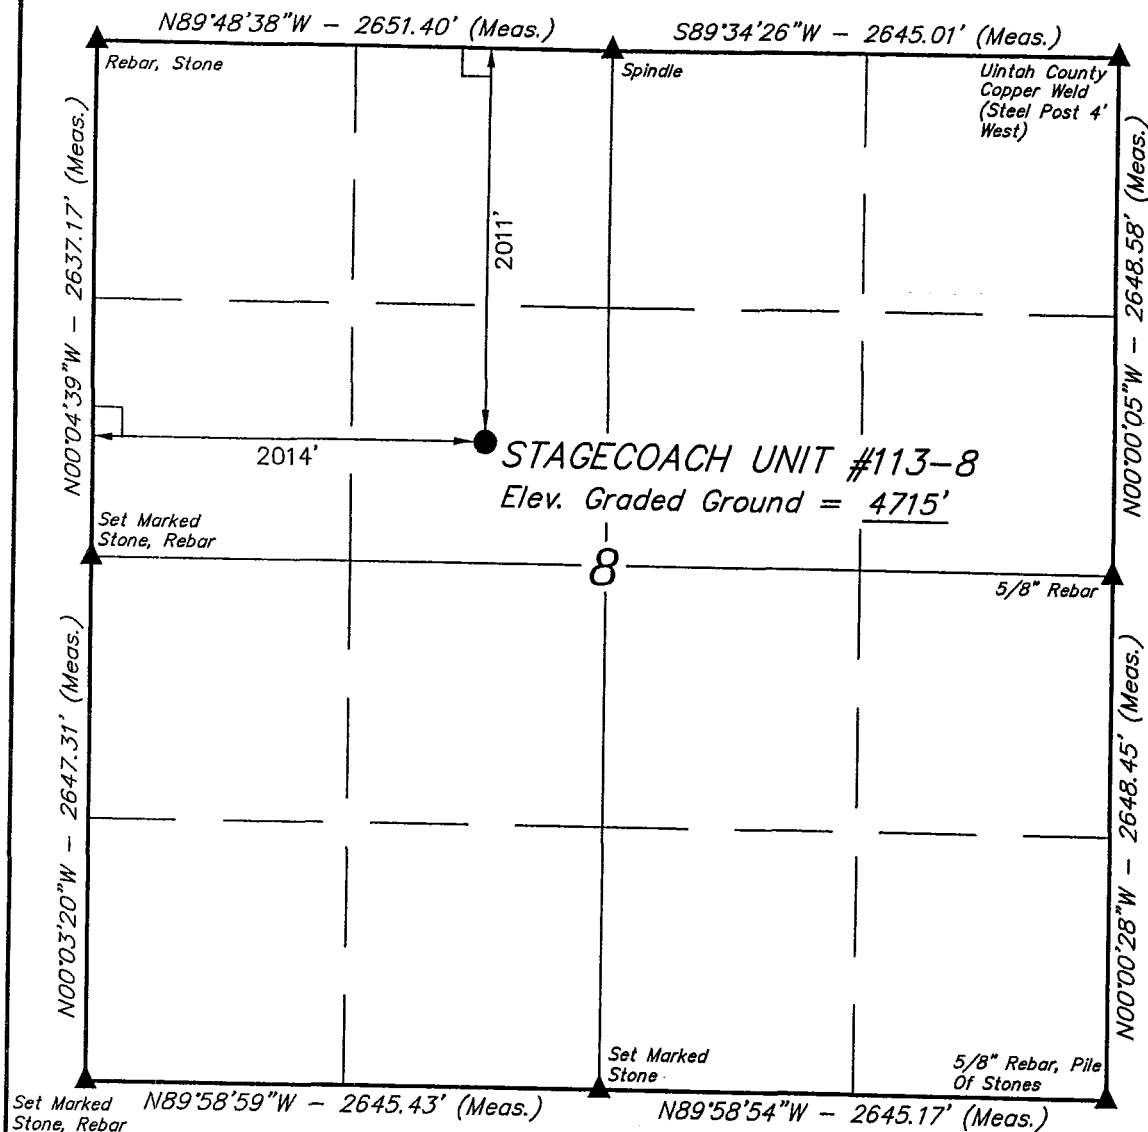 N89°48'38"W – 2651.40' (Meas.)
S89°34'26"W – 2645.01' (Meas.)
Rebar, Stone
Spindle
Uintah County
Copper Weld
(Steel Post 4'
West)
N00°04'39"W – 2637.17' (Meas.)
2011'
N00°00'05"W – 2648.58' (Meas.)
2014'
STAGECOACH UNIT #113–8
Elev. Graded Ground = 4715'
Set Marked
Stone, Rebar
8
5/8" Rebar
N00°03'20"W – 2647.31' (Meas.)
N00°00'28"W – 2648.45' (Meas.)
Set Marked
Stone
5/8" Rebar, Pile
Of Stones
Set Marked
Stone, Rebar
N89°58'59"W – 2645.43' (Meas.)
N89°58'54"W – 2645.17' (Meas.)